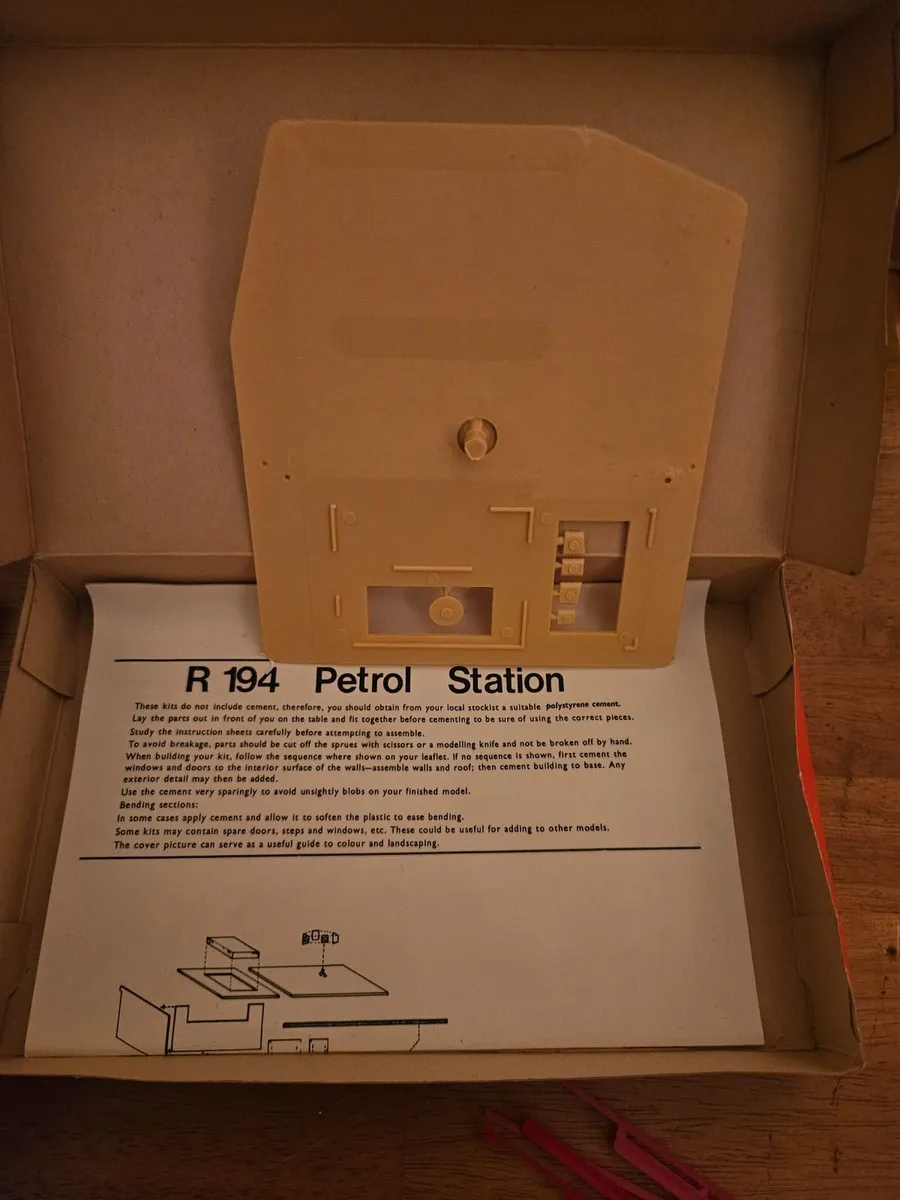 R 194 Petrol Station
These kits do not include cement, therefore, you should obtain from your local stockist a suitable polystyrene cement.
Lay the parts out in front of you on the table and fit together before cementing to be sure of using the correct pieces.
Study the instruction sheets carefully before attempting to assemble.
To avoid breakage, parts should be cut off the sprues with scissors or a modelling knife and not be broken off by hand.
When building your kit, follow the sequence where shown on your leaflet. If no sequence is shown, first cement the
windows and doors to the interior surface of the walls—assemble walls and roof; then cement building to base. Any
exterior detail may then be added.
Use the cement very sparingly to avoid unsightly blobs on your finished model.
Bending sections:
In some cases apply cement and allow it to soften the plastic to ease bending.
Some kits may contain spare doors, steps and windows, etc. These could be useful for adding to other models.
The cover picture can serve as a useful guide to colour and landscaping.